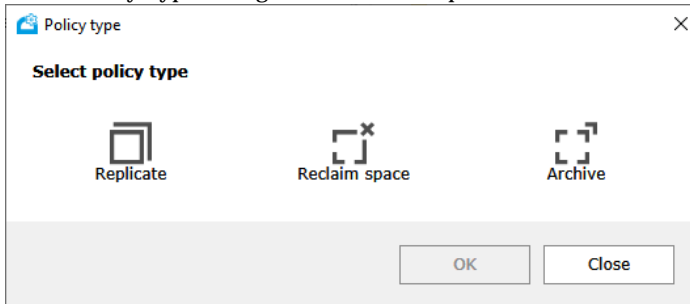 Policy type
Select policy type
Replicate
Reclaim space
Archive
OK
Close